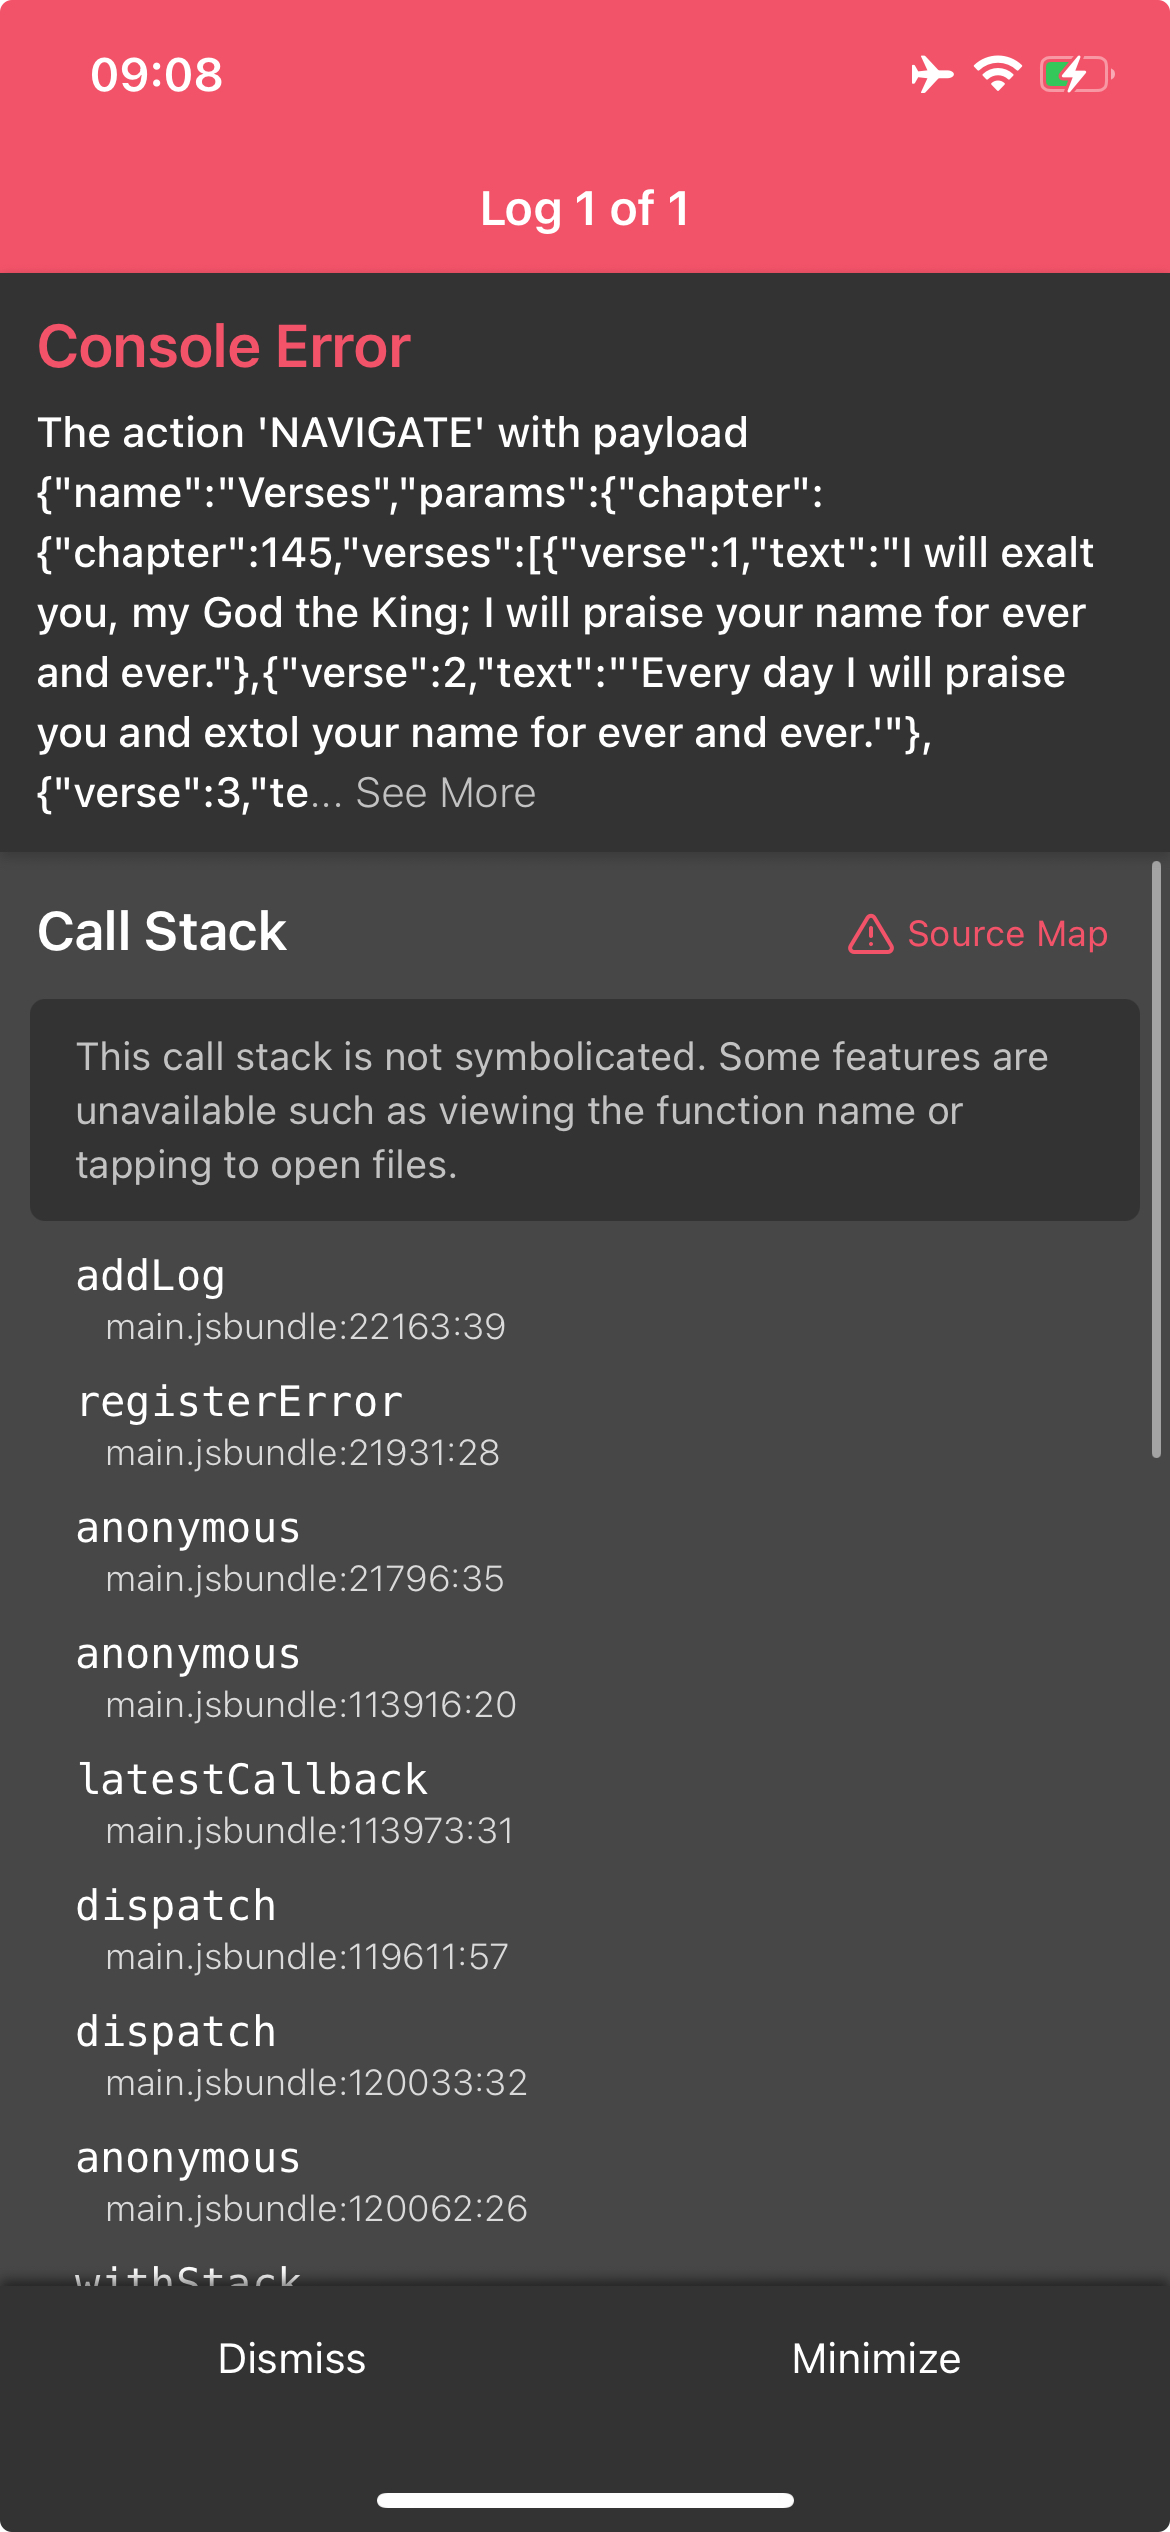 09:08
Log 1 of 1
Console Error
The action 'NAVIGATE' with payload
{"name":"Verses","params":{"chapter":
{"chapter":145,"verses":[{"verse":1,"text":"I will exalt
you, my God the King; I will praise your name for ever
and ever."},{"verse":2,"text":"'Every day I will praise
you and extol your name for ever and ever.'"},
{"verse":3,"te... See More
Call Stack
Source Map
This call stack is not symbolicated. Some features are
unavailable such as viewing the function name or
tapping to open files.
addLog
main.jsbundle:22163:39
registerError
main.jsbundle:21931:28
anonymous
main.jsbundle:21796:35
anonymous
main.jsbundle:113916:20
latestCallback
main.jsbundle:113973:31
dispatch
main.jsbundle:119611:57
dispatch
main.jsbundle:120033:32
anonymous
main.jsbundle:120062:26
withStack
Dismiss
Minimize